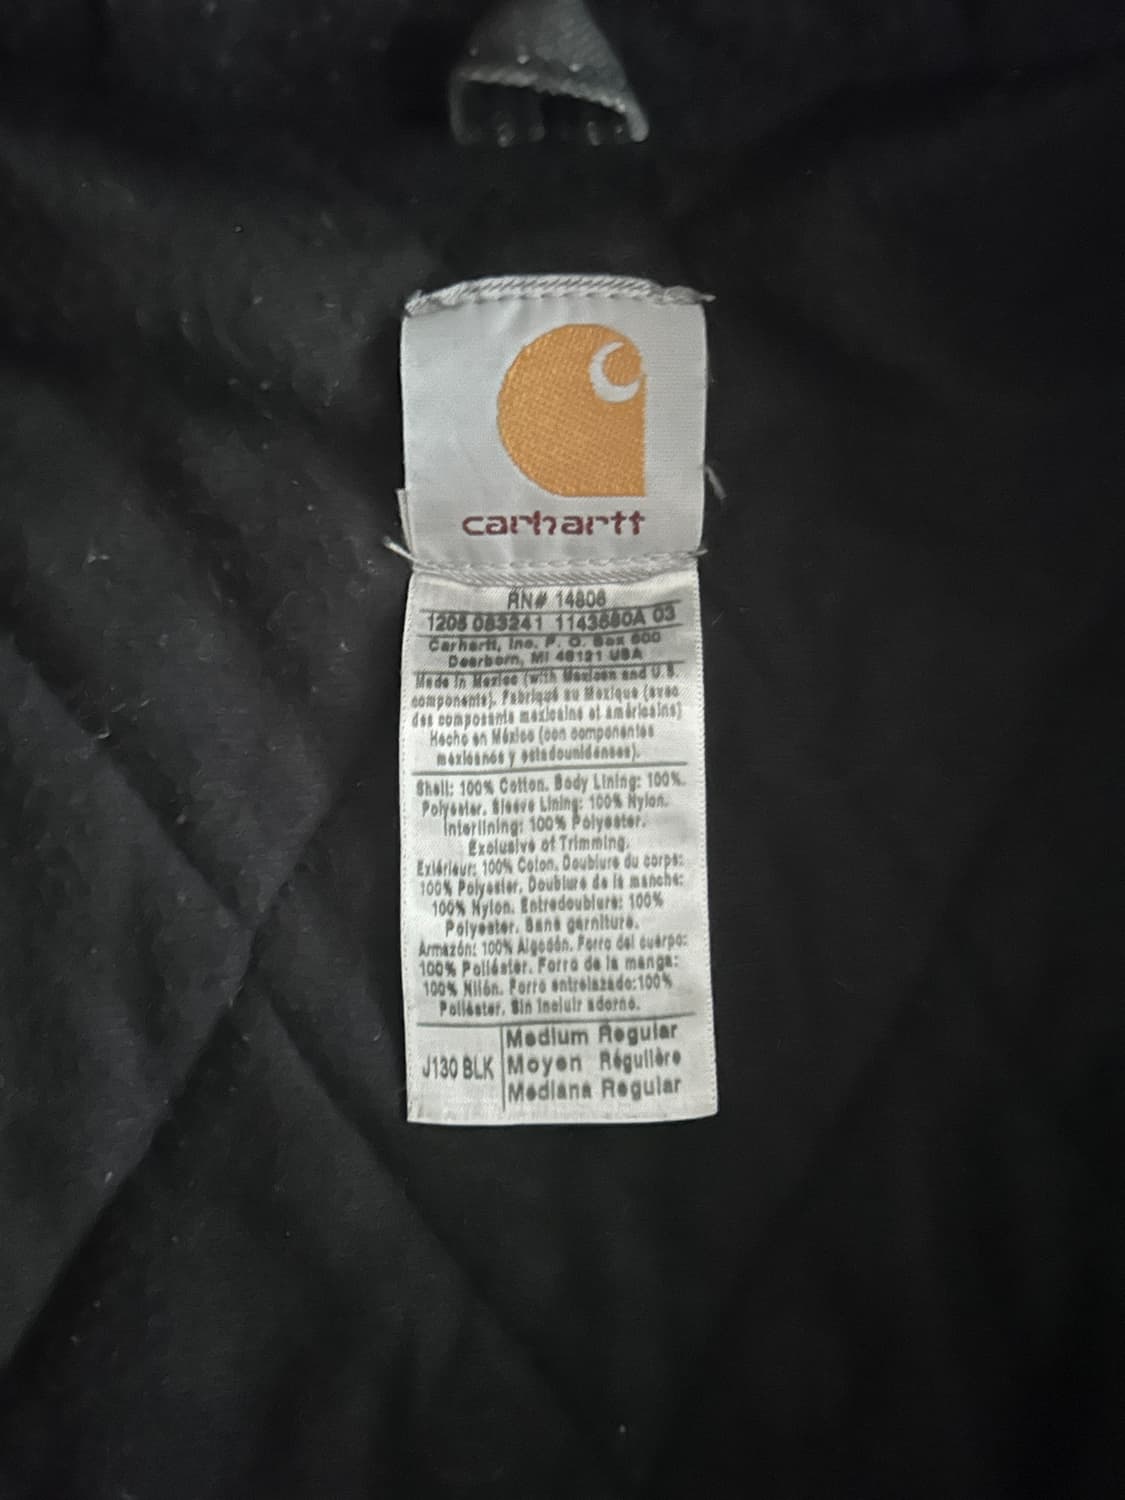 carhartt
RN# 14806
1205 083241 1143680A 03
Carhartt, Inc. P. O. Box 600
Dearborn, MI 48121 USA
Made in Mexico (with Mexican and U.S.
components). Fabriqué au Mexique (avec
des composants mexicains et américains)
Hecho en México (con componentes
mexicanos y estadounidenses).
Shell: 100% Cotton. Body Lining: 100%
Polyester. Sleeve Lining: 100% Nylon.
Interlining: 100% Polyester.
Exclusive of Trimming.
Extérieur: 100% Coton. Doublure du corps:
100% Polyester. Doublure de la manche:
100% Nylon. Entredoublure: 100%
Polyester. Sans garniture.
Armazón: 100% Algodón. Forro del cuerpo:
100% Poliéster. Forro de la manga:
100% Nilón. Forro entrelazado:100%
Poliéster. Sin incluir adorno.
J130 BLK
Medium Regular
Moyen Régulière
Mediana Regular